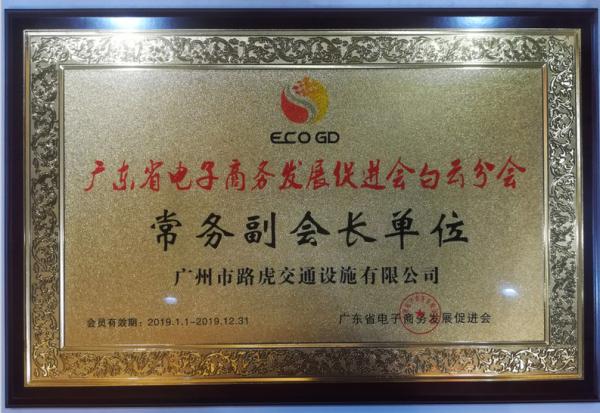 ECO GD
广东省电子商务发展促进会白云分会
常务副会长单位
广州市路虎交通设施有限公司
会员有效期：2019.1.1-2019.12.31
广东省电子商务发展促进会